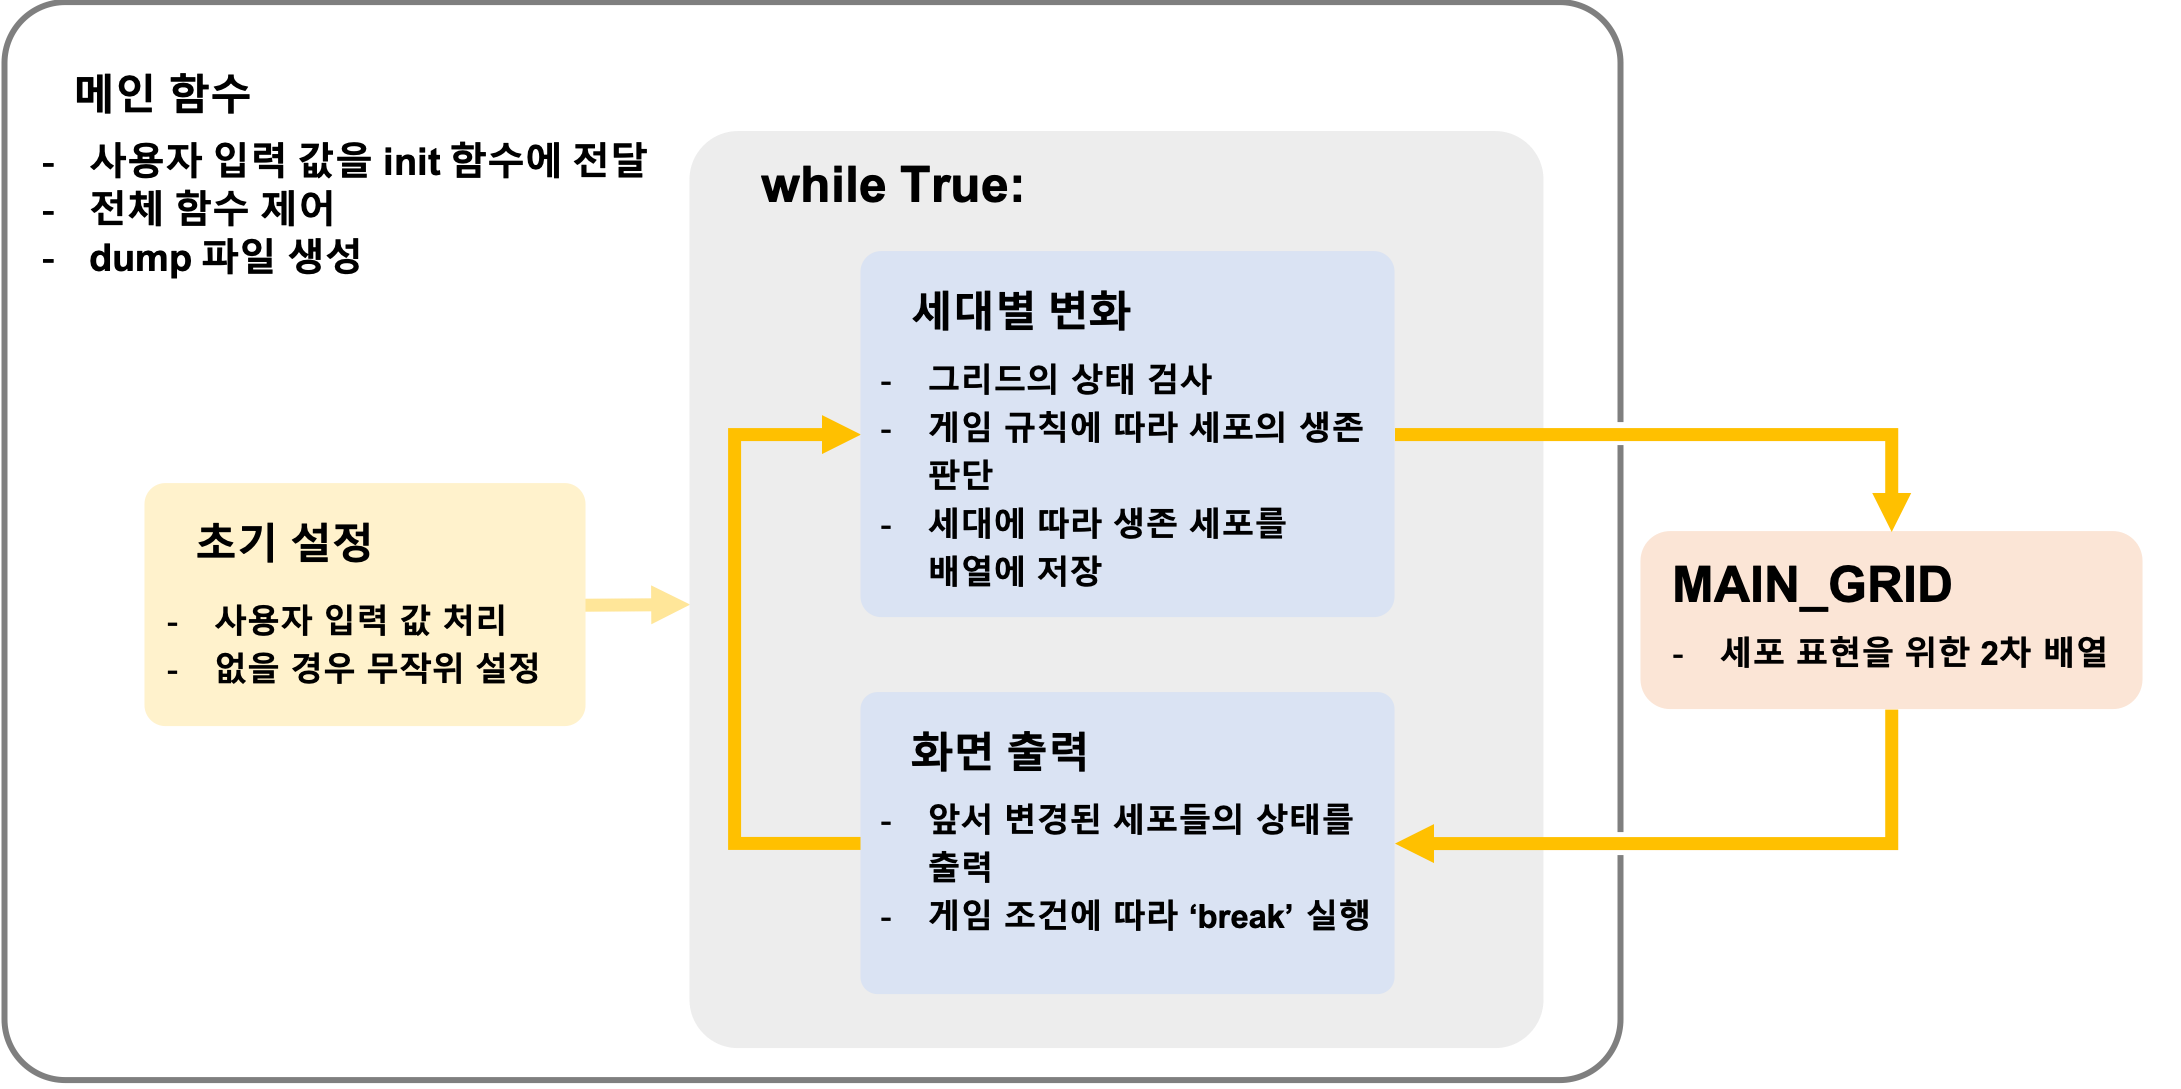 메인 함수
- 사용자 입력 값을 init 함수에 전달
- 전체 함수 제어
- dump 파일 생성
while True:
세대별 변화
- 그리드의 상태 검사
- 게임 규칙에 따라 세포의 생존
판단
- 세대에 따라 생존 세포를
배열에 저장
초기 설정
- 사용자 입력 값 처리
- 없을 경우 무작위 설정
MAIN_GRID
- 세포 표현을 위한 2차 배열
화면 출력
- 앞서 변경된 세포들의 상태를
출력
- 게임 조건에 따라 ‘break’ 실행